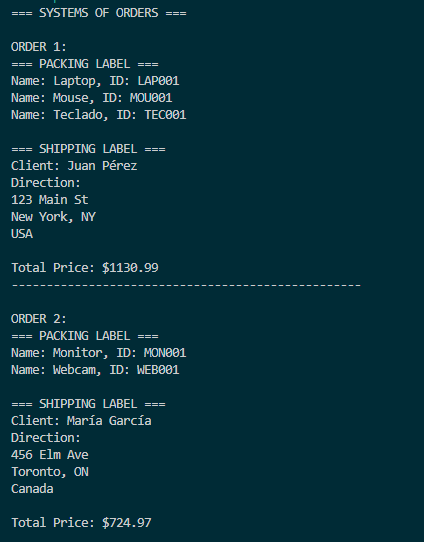 === SYSTEMS OF ORDERS ===
ORDER 1:
=== PACKING LABEL ===
Name: Laptop, ID: LAP001
Name: Mouse, ID: MOU001
Name: Teclado, ID: TEC001
=== SHIPPING LABEL ===
Client: Juan Pérez
Direction:
123 Main St
New York, NY
USA
Total Price: $1130.99
--------------------------------------------------
ORDER 2:
=== PACKING LABEL ===
Name: Monitor, ID: MON001
Name: Webcam, ID: WEB001
=== SHIPPING LABEL ===
Client: María García
Direction:
456 Elm Ave
Toronto, ON
Canada
Total Price: $724.97